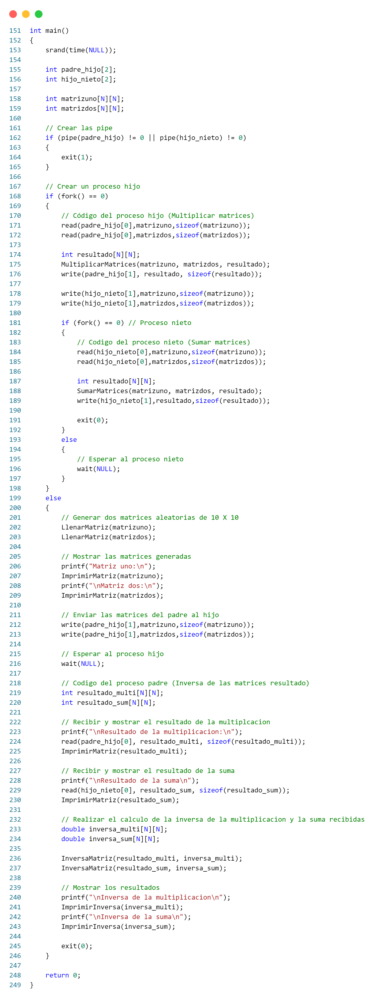 151 int main()
152 {
153     srand(time(NULL));
154
155     int padre_hijo[2];
156     int hijo_nieto[2];
157
158     int matrizuno[N][N];
159     int matrizdos[N][N];
160
161     // Crear las pipe
162     if (pipe(padre_hijo) != 0 || pipe(hijo_nieto) != 0)
163     {
164         exit(1);
165     }
166
167     // Crear un proceso hijo
168     if (fork() == 0)
169     {
170         // Código del proceso hijo (Multiplicar matrices)
171         read(padre_hijo[0],matrizuno,sizeof(matrizuno));
172         read(padre_hijo[0],matrizdos,sizeof(matrizdos));
173
174         int resultado[N][N];
175         MultiplicarMatrices(matrizuno, matrizdos, resultado);
176         write(padre_hijo[1], resultado, sizeof(resultado));
177
178         write(hijo_nieto[1],matrizuno,sizeof(matrizuno));
179         write(hijo_nieto[1],matrizdos,sizeof(matrizdos));
180
181         if (fork() == 0) // Proceso nieto
182         {
183             // Codigo del proceso nieto (Sumar matrices)
184             read(hijo_nieto[0],matrizuno,sizeof(matrizuno));
185             read(hijo_nieto[0],matrizdos,sizeof(matrizdos));
186
187             int resultado[N][N];
188             SumarMatrices(matrizuno, matrizdos, resultado);
189             write(hijo_nieto[1],resultado,sizeof(resultado));
190
191             exit(0);
192         }
193         else
194         {
195             // Esperar al proceso nieto
196             wait(NULL);
197         }
198     }
199     else
200     {
201         // Generar dos matrices aleatorias de 10 X 10
202         LlenarMatriz(matrizuno);
203         LlenarMatriz(matrizdos);
204
205         // Mostrar las matrices generadas
206         printf("Matriz uno:\n");
207         ImprimirMatriz(matrizuno);
208         printf("\nMatriz dos:\n");
209         ImprimirMatriz(matrizdos);
210
211         // Enviar las matrices del padre al hijo
212         write(padre_hijo[1],matrizuno,sizeof(matrizuno));
213         write(padre_hijo[1],matrizdos,sizeof(matrizdos));
214
215         // Esperar al proceso hijo
216         wait(NULL);
217
218         // Codigo del proceso padre (Inversa de las matrices resultado)
219         int resultado_multi[N][N];
220         int resultado_sum[N][N];
221
222         // Recibir y mostrar el resultado de la multiplcacion
223         printf("\nResultado de la multiplicacion:\n");
224         read(padre_hijo[0], resultado_multi, sizeof(resultado_multi));
225         ImprimirMatriz(resultado_multi);
226
227         // Recibir y mostrar el resultado de la suma
228         printf("\nResultado de la suma\n");
229         read(hijo_nieto[0], resultado_sum, sizeof(resultado_sum));
230         ImprimirMatriz(resultado_sum);
231
232         // Realizar el calculo de la inversa de la multiplicacion y la suma recibidas
233         double inversa_multi[N][N];
234         double inversa_sum[N][N];
235
236         InversaMatriz(resultado_multi, inversa_multi);
237         InversaMatriz(resultado_sum, inversa_sum);
238
239         // Mostrar los resultados
240         printf("\nInversa de la multiplicacion\n");
241         ImprimirInversa(inversa_multi);
242         printf("\nInversa de la suma\n");
243         ImprimirInversa(inversa_sum);
244
245         exit(0);
246     }
247
248     return 0;
249 }